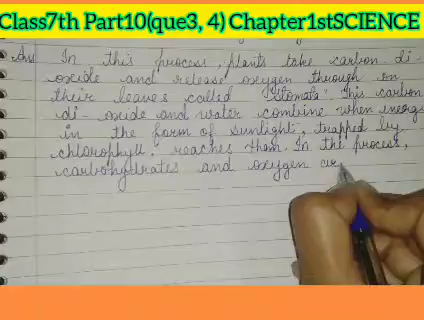 Class7th Part10(que3, 4) Chapter1stSCIENCE
Ans In this process, plants take carbon di-
oxide and release oxygen through on
their leaves called "stomata". This carbon
di-oxide and water combine when energy
in the form of sunlight, trapped by
chlorophyll, reaches them. In the process,
carbohydrates and oxygen ar